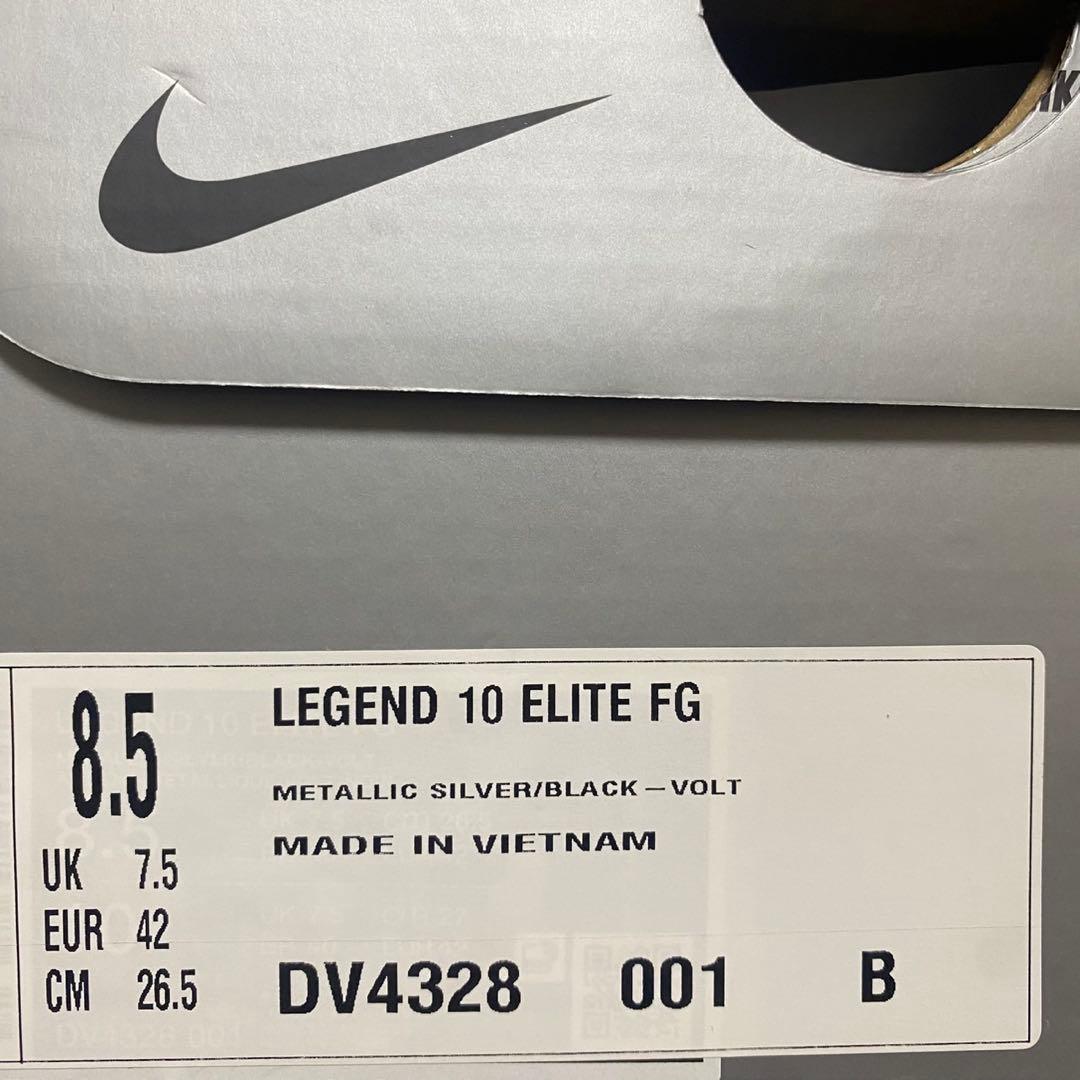 8.5
LEGEND 10 ELITE FG
METALLIC SILVER/BLACK–VOLT
MADE IN VIETNAM
UK 7.5
EUR 42
CM 26.5
DV4328 001 B